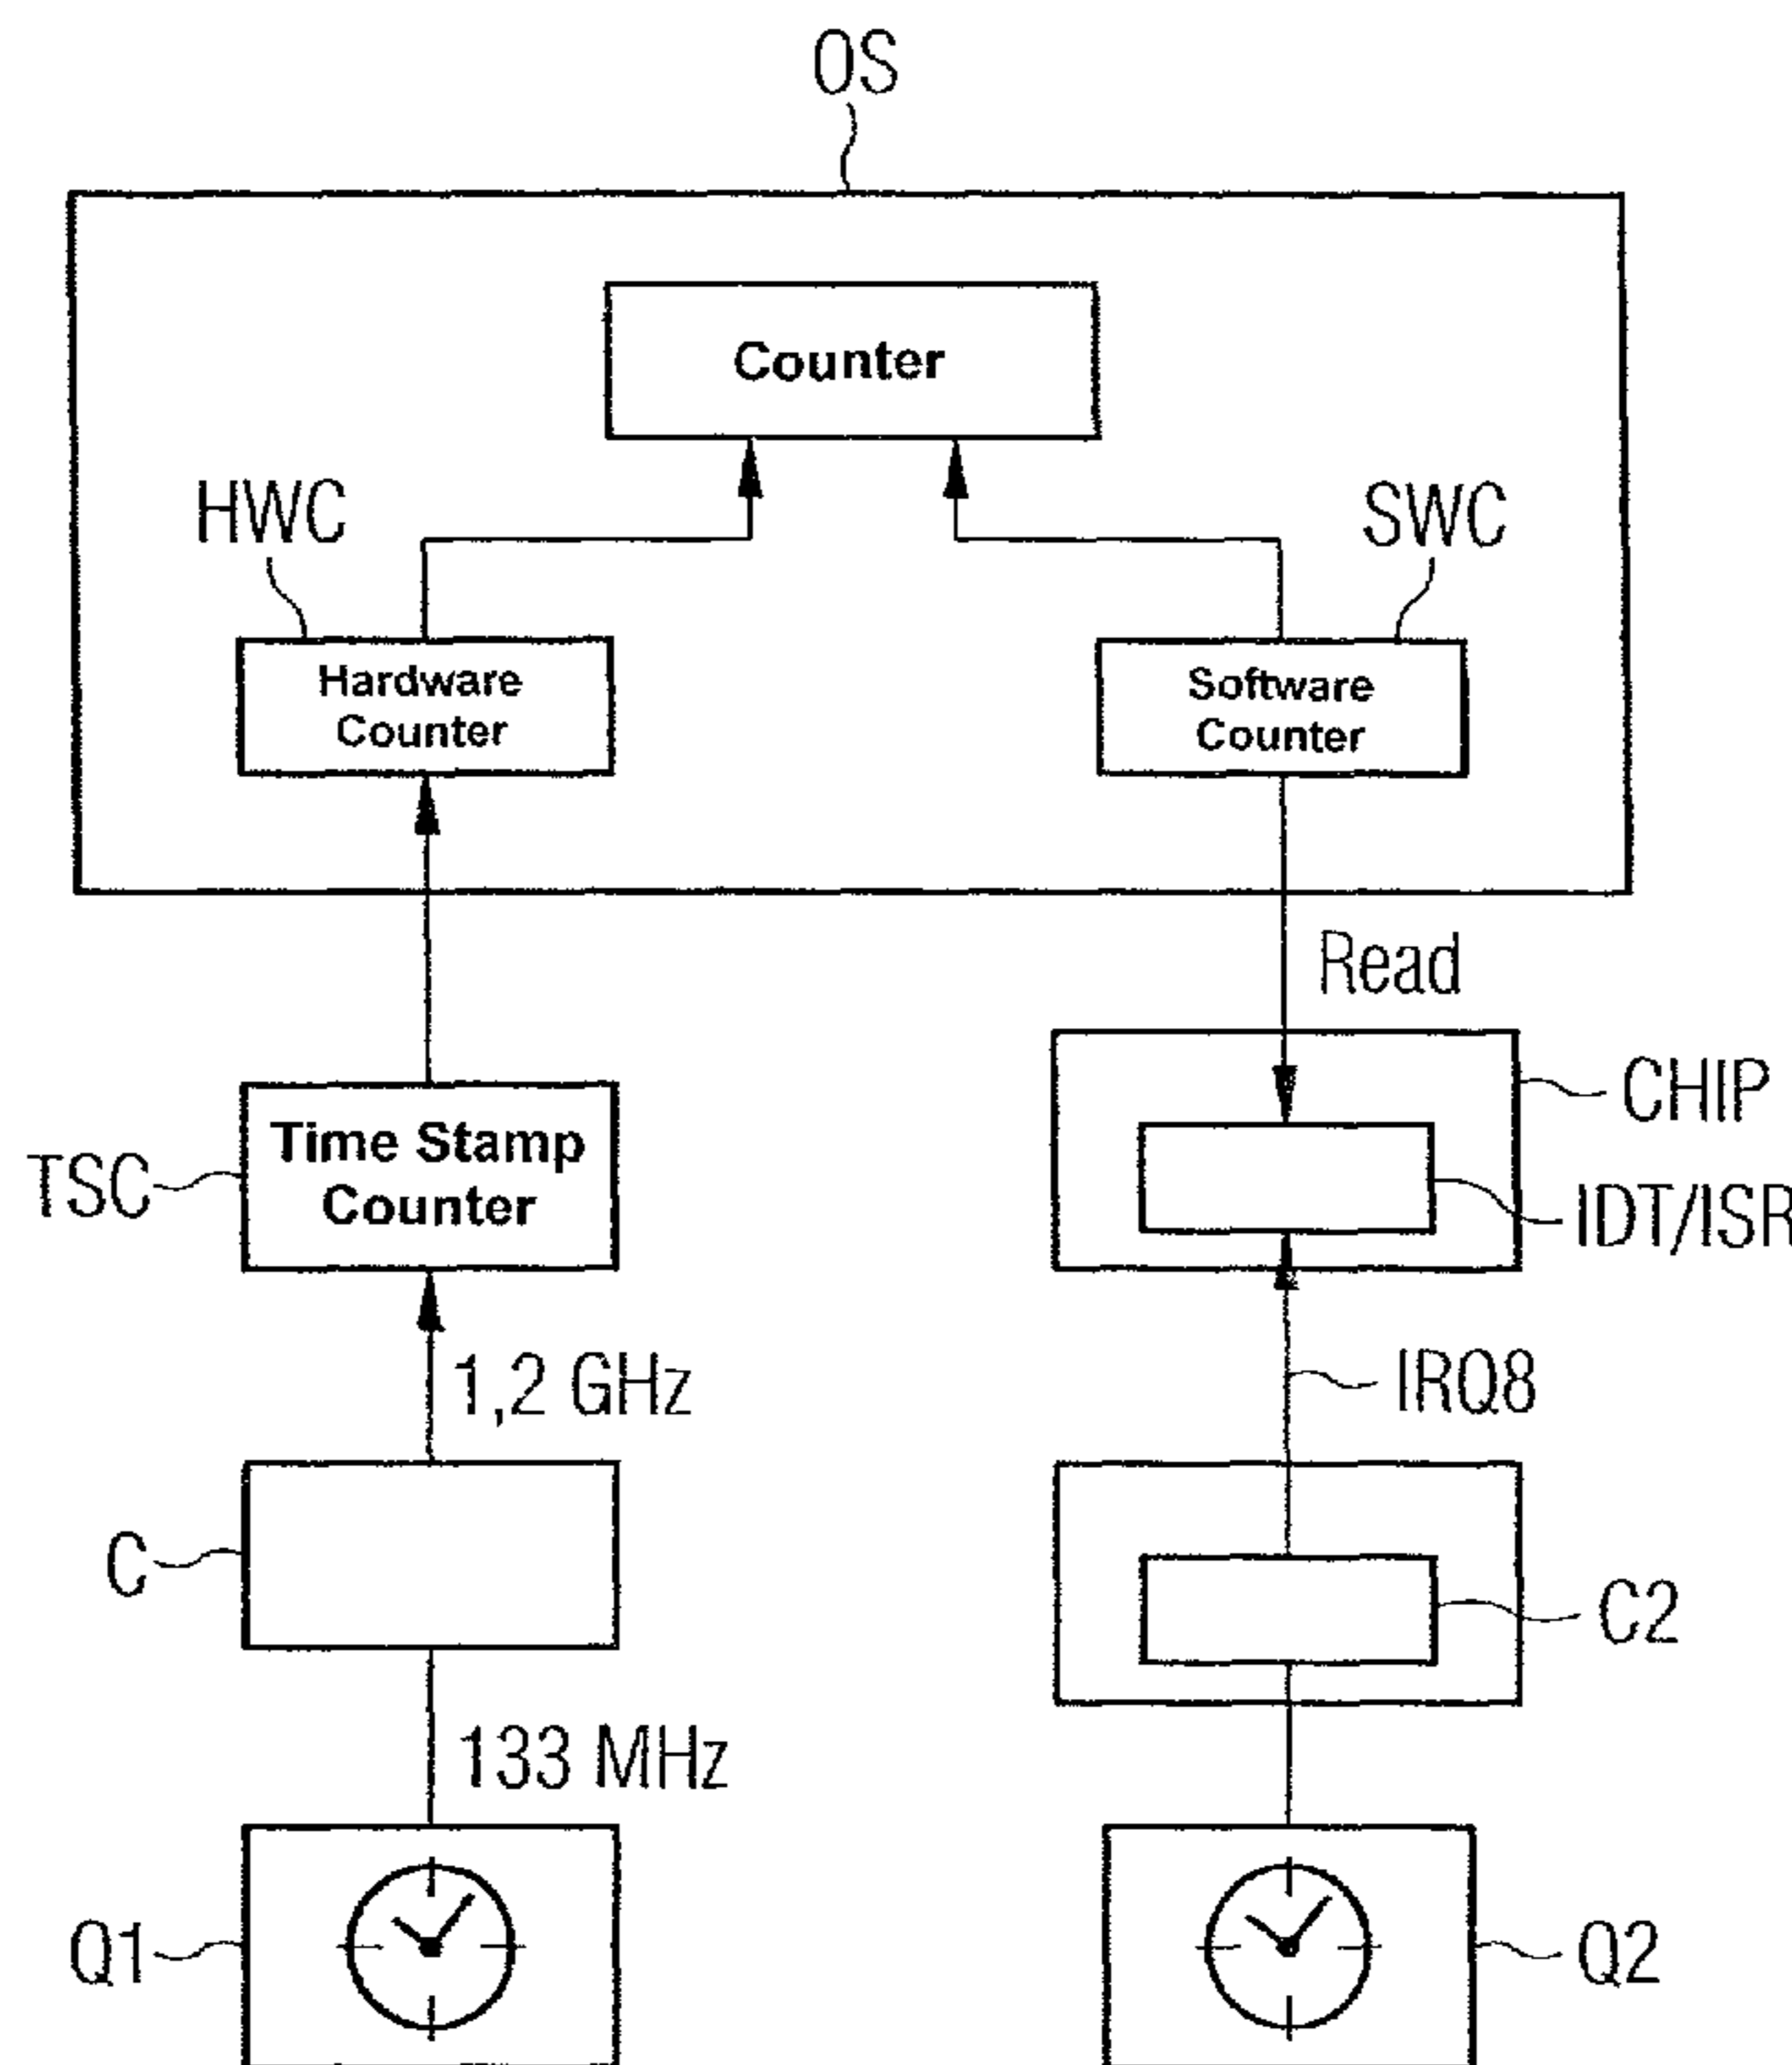 OS
Counter
HWC
SWC
Hardware
Counter
Software
Counter
Read
CHIP
TSC
Time Stamp
Counter
IDT/ISR
1,2 GHz
IRQ8
C
C2
133 MHz
Q1
Q2